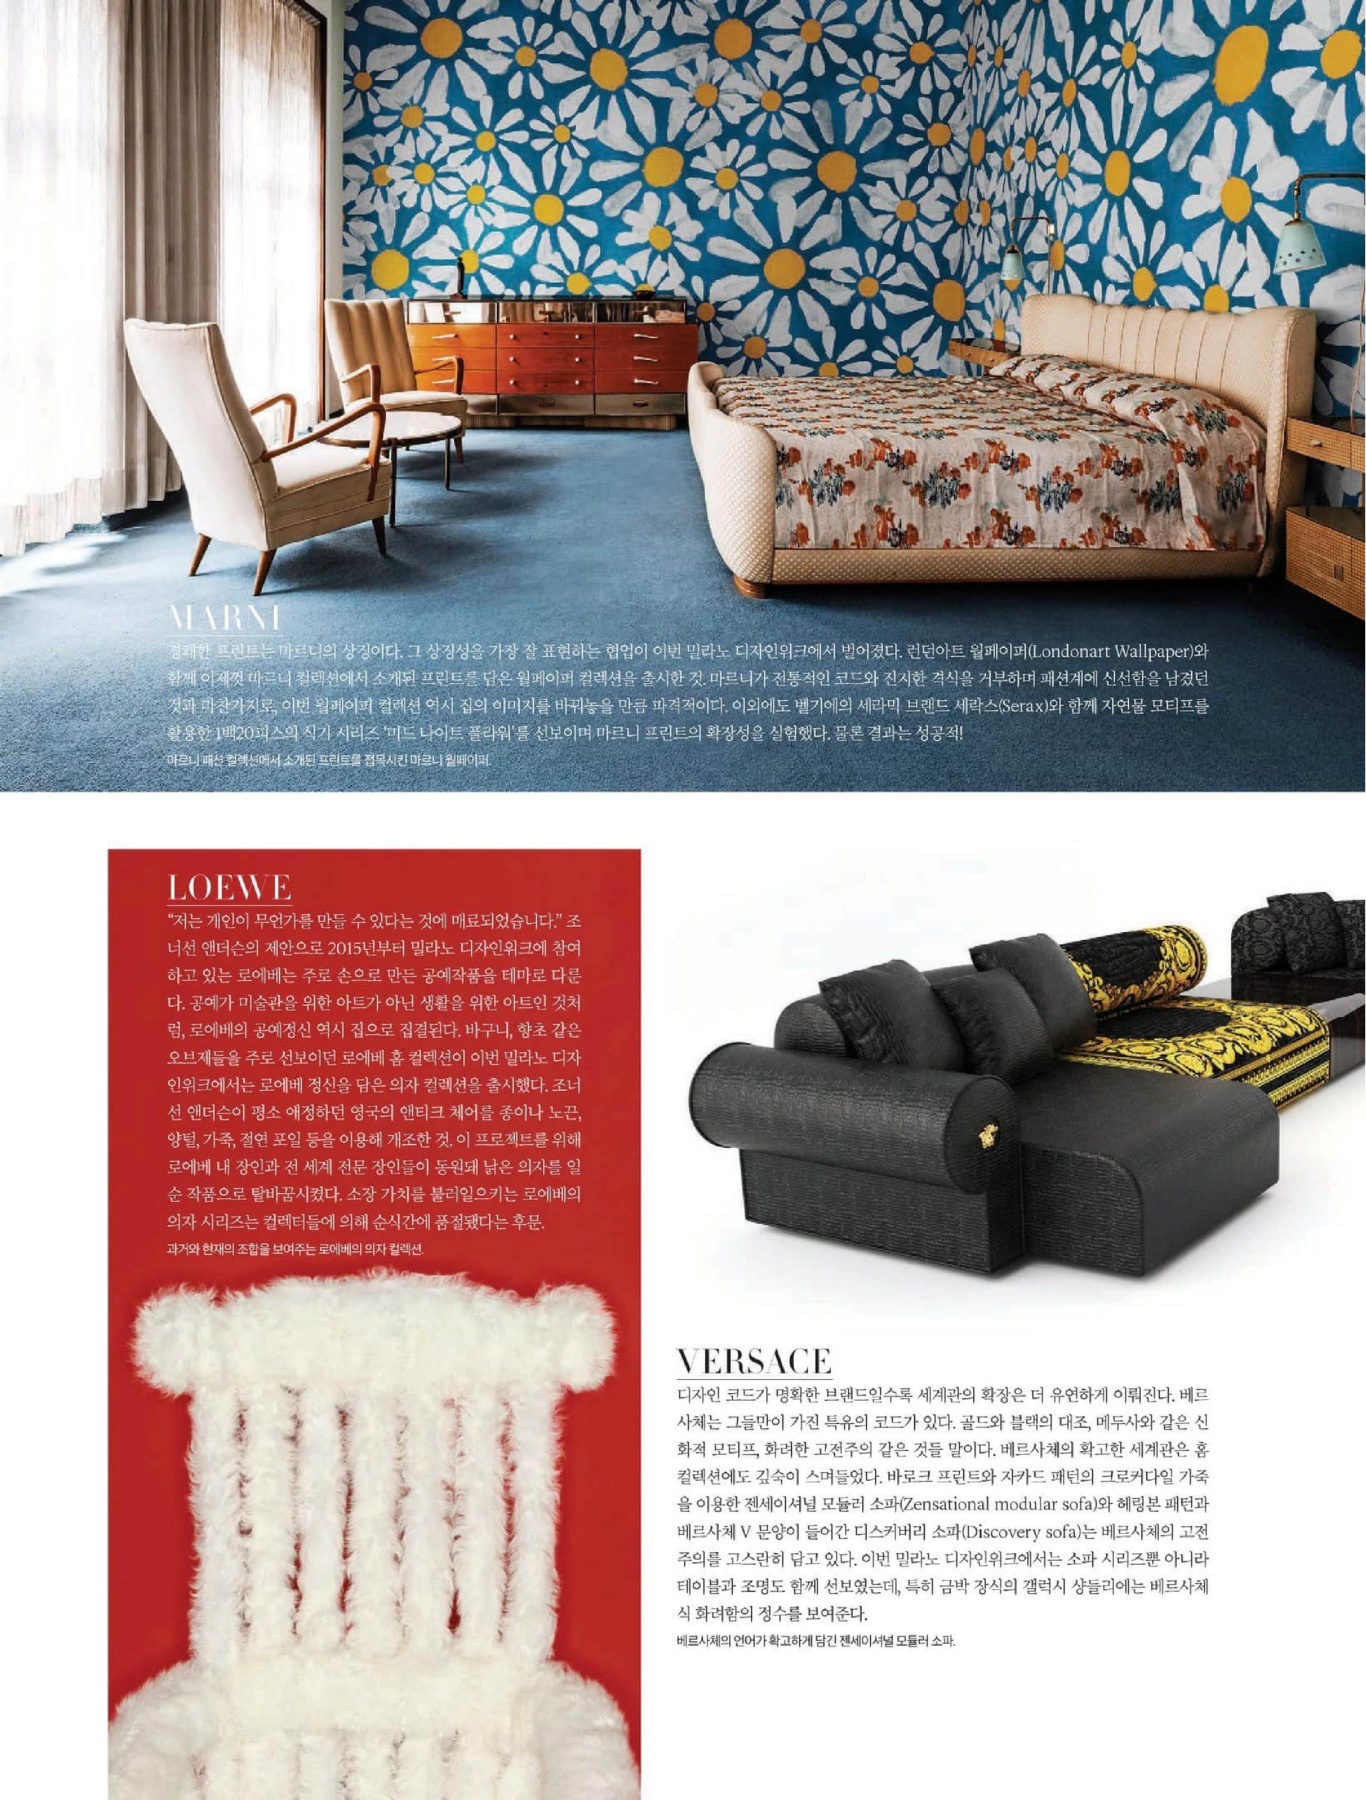 MARNI
경쾌한 프린트는 마르니의 상징이다. 그 상징성을 가장 잘 표현하는 협업이 이번 밀라노 디자인위크에서 벌어졌다. 런던아트 월페이퍼(Londonart Wallpaper)와
함께 이제껏 마르니 컬렉션에서 소개된 프린트를 담은 월페이퍼 컬렉션을 출시한 것. 마르니가 전통적인 코드와 진지한 격식을 거부하며 패션계에 신선함을 남겼던
것과 마찬가지로, 이번 월페이퍼 컬렉션 역시 집의 이미지를 바꿔놓을 만큼 파격적이다. 이외에도 벨기에의 세라믹 브랜드 세락스(Serax)와 함께 자연물 모티프를
활용한 1백20피스의 식기 시리즈 ‘미드 나이트 플라워’를 선보이며 마르니 프린트의 확장성을 실험했다. 물론 결과는 성공적!
마르니 패션 컬렉션에서 소개된 프린트를 접목시킨 마르니 월페이퍼.
LOEWE
“저는 개인이 무언가를 만들 수 있다는 것에 매료되었습니다.” 조
너선 앤더슨의 제안으로 2015년부터 밀라노 디자인위크에 참여
하고 있는 로에베는 주로 손으로 만든 공예작품을 테마로 다룬
다. 공예가 미술관을 위한 아트가 아닌 생활을 위한 아트인 것처
럼, 로에베의 공예정신 역시 집으로 집결된다. 바구니, 향초 같은
오브제들을 주로 선보이던 로에베 홈 컬렉션이 이번 밀라노 디자
인위크에서는 로에베 정신을 담은 의자 컬렉션을 출시했다. 조너
선 앤더슨이 평소 애정하던 영국의 앤티크 체어를 종이나 노끈,
양털, 가죽, 절연 포일 등을 이용해 개조한 것. 이 프로젝트를 위해
로에베 내 장인과 전 세계 전문 장인들이 동원돼 낡은 의자를 일
순 작품으로 탈바꿈시켰다. 소장 가치를 불러일으키는 로에베의
의자 시리즈는 컬렉터들에 의해 순식간에 품절됐다는 후문.
과거와 현재의 조합을 보여주는 로에베의 의자 컬렉션.
VERSACE
디자인 코드가 명확한 브랜드일수록 세계관의 확장은 더 유연하게 이뤄진다. 베르
사체는 그들만이 가진 특유의 코드가 있다. 골드와 블랙의 대조, 메두사와 같은 신
화적 모티프, 화려한 고전주의 같은 것들 말이다. 베르사체의 확고한 세계관은 홈
컬렉션에도 깊숙이 스며들었다. 바로크 프린트와 자카드 패턴의 크로커다일 가죽
을 이용한 젠세이셔널 모듈러 소파(Zensational modular sofa)와 헤링본 패턴과
베르사체 V 문양이 들어간 디스커버리 소파(Discovery sofa)는 베르사체의 고전
주의를 고스란히 담고 있다. 이번 밀라노 디자인위크에서는 소파 시리즈뿐 아니라
테이블과 조명도 함께 선보였는데, 특히 금박 장식의 갤럭시 샹들리에는 베르사체
식 화려함의 정수를 보여준다.
베르사체의 언어가 확고하게 담긴 젠세이셔널 모듈러 소파.